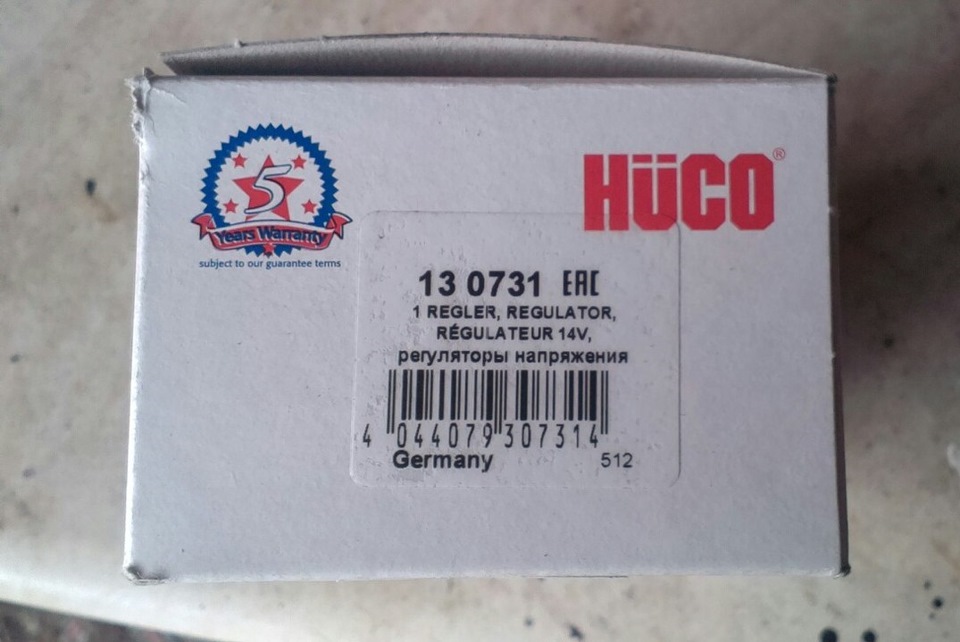 5
Years Warranty
subject to our guarantee terms
HÜCO®
13 0731 EAC
1 REGLER, REGULATOR,
RÉGULATEUR 14V,
регуляторы напряжения
4 044079 307314
Germany 512